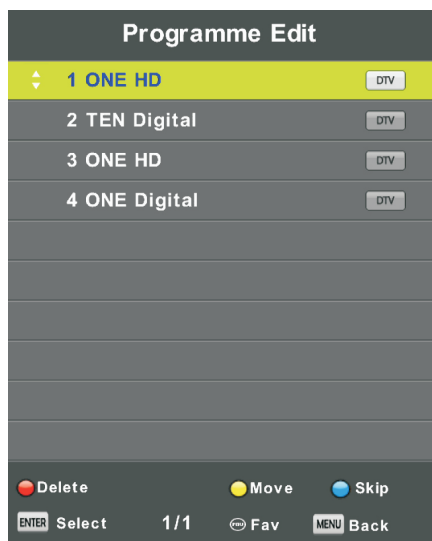 Programme Edit
1 ONE HD DTV
2 TEN Digital DTV
3 ONE HD DTV
4 ONE Digital DTV
Delete Move Skip
ENTER Select 1/1 FAV Fav MENU Back